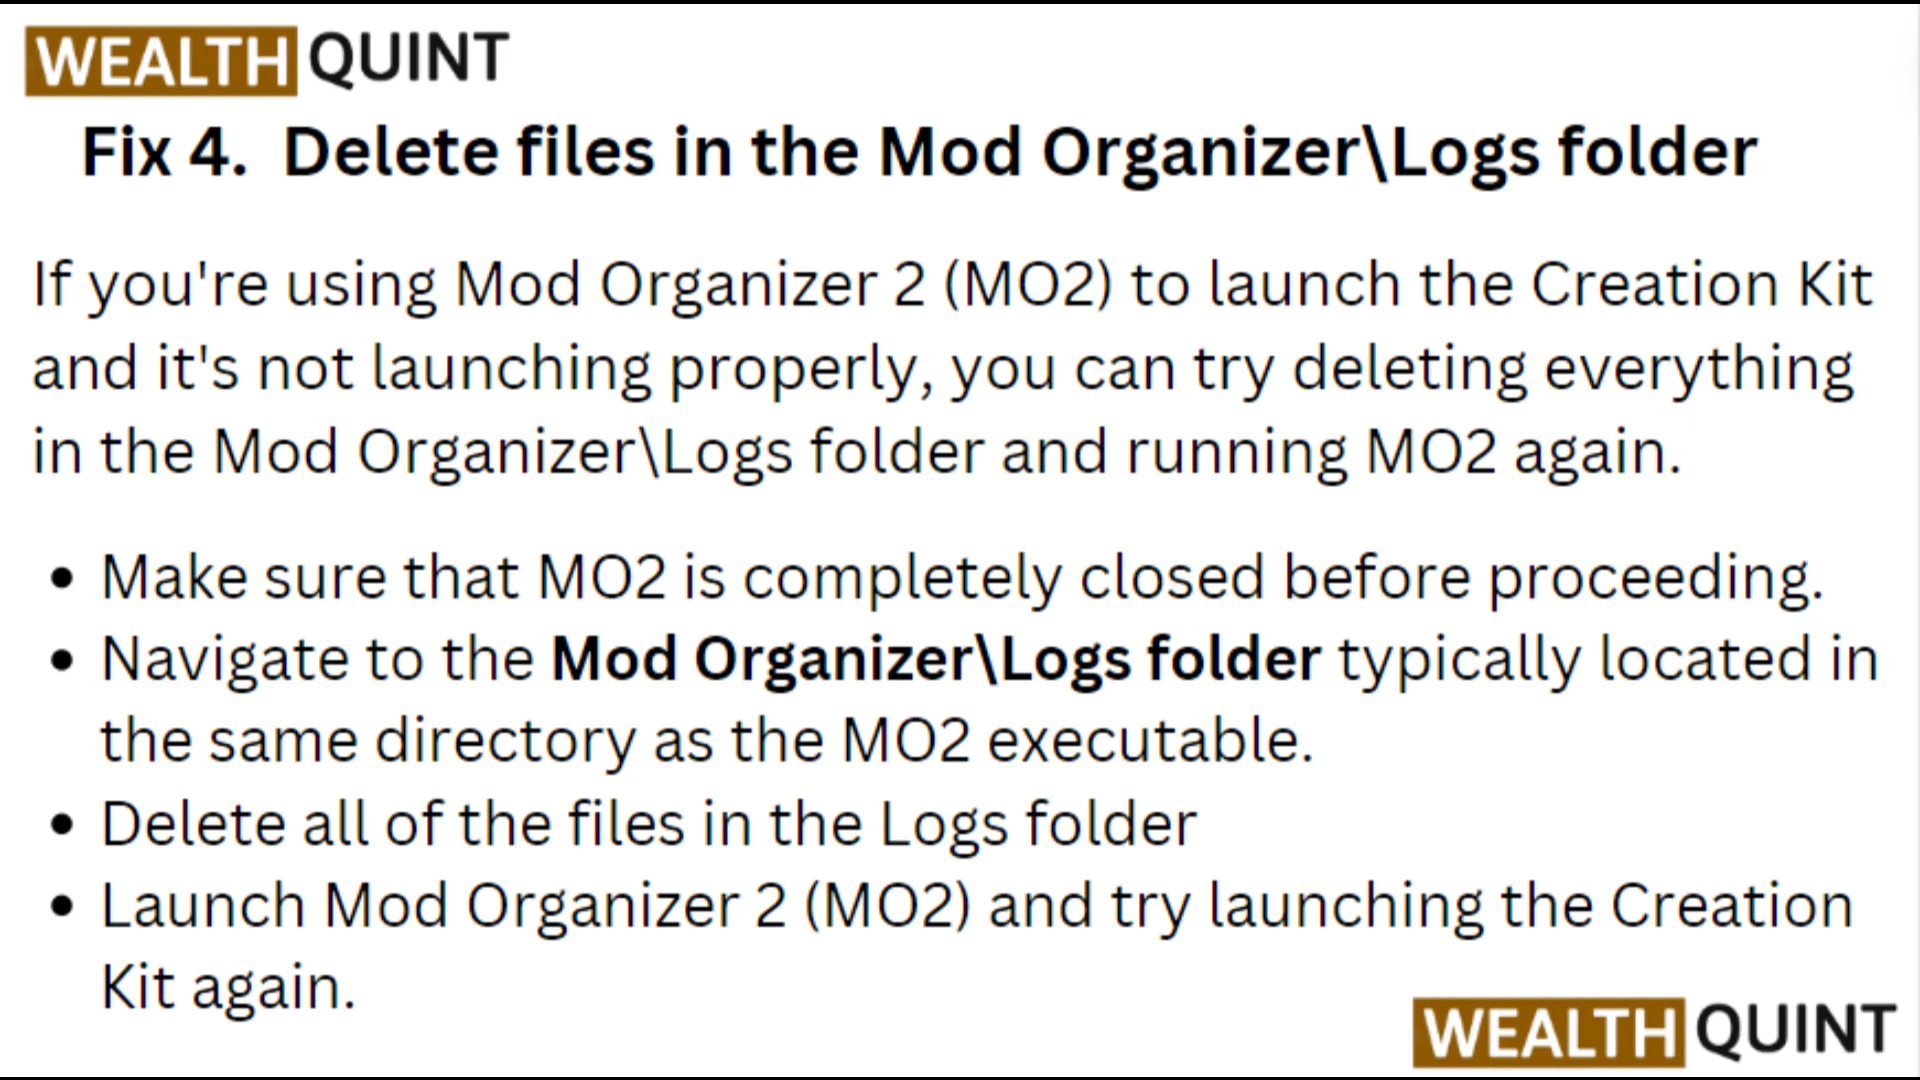 WEALTH QUINT
Fix 4. Delete files in the Mod Organizer\Logs folder
If you're using Mod Organizer 2 (MO2) to launch the Creation Kit
and it's not launching properly, you can try deleting everything
in the Mod Organizer\Logs folder and running MO2 again.
• Make sure that MO2 is completely closed before proceeding.
• Navigate to the Mod Organizer\Logs folder typically located in
the same directory as the MO2 executable.
• Delete all of the files in the Logs folder
• Launch Mod Organizer 2 (MO2) and try launching the Creation
Kit again.
WEALTH QUINT